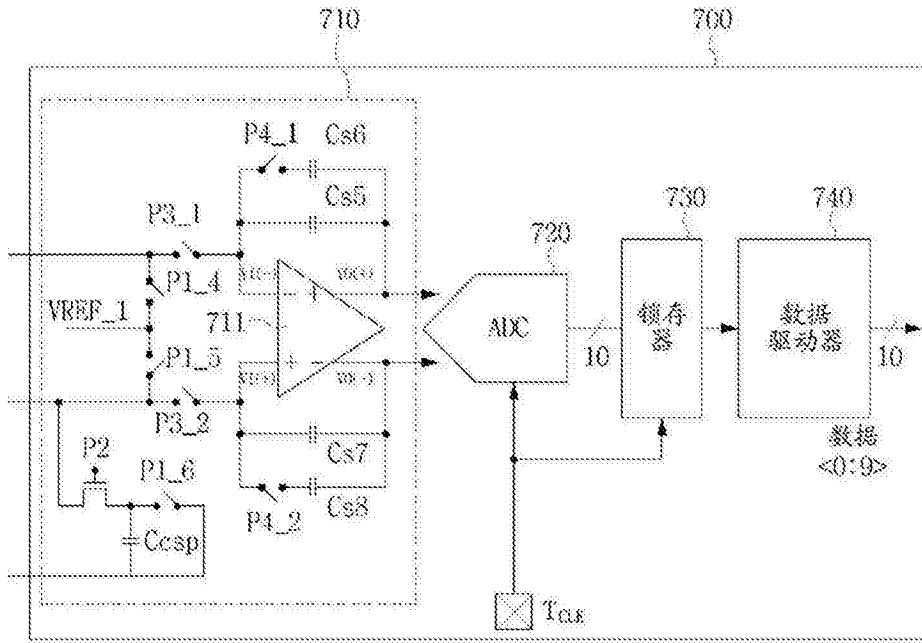 710
700
P4_1
Cs6
Cs5
P3_1
730
740
720
P1_4
VREF_1
711
ADC
锁存
器
数据
驱动器
10
10
P1_5
P3_2
Cs7
数据
<0:9>
P2
P1_6
Cs8
P4_2
Ccsp
T_CLK